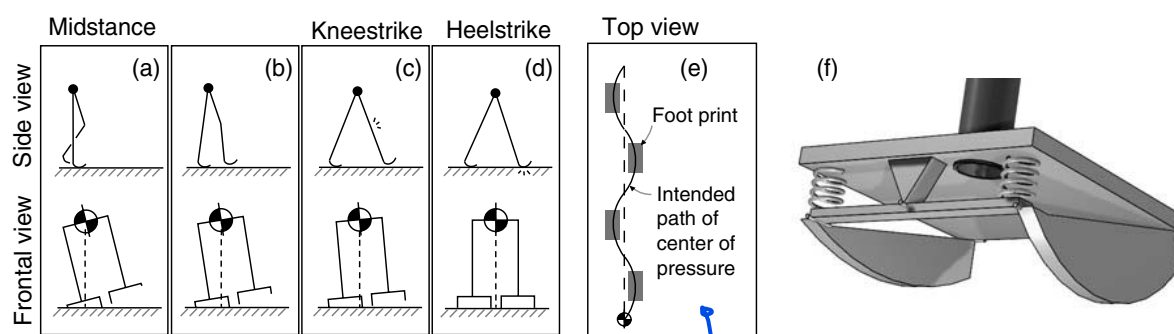 Midstance
Kneestrike
Heelstrike
Top view
Side view
(a)
(b)
(c)
(d)
(e)
(f)
Foot print
Intended
path of
center of
pressure
Frontal view